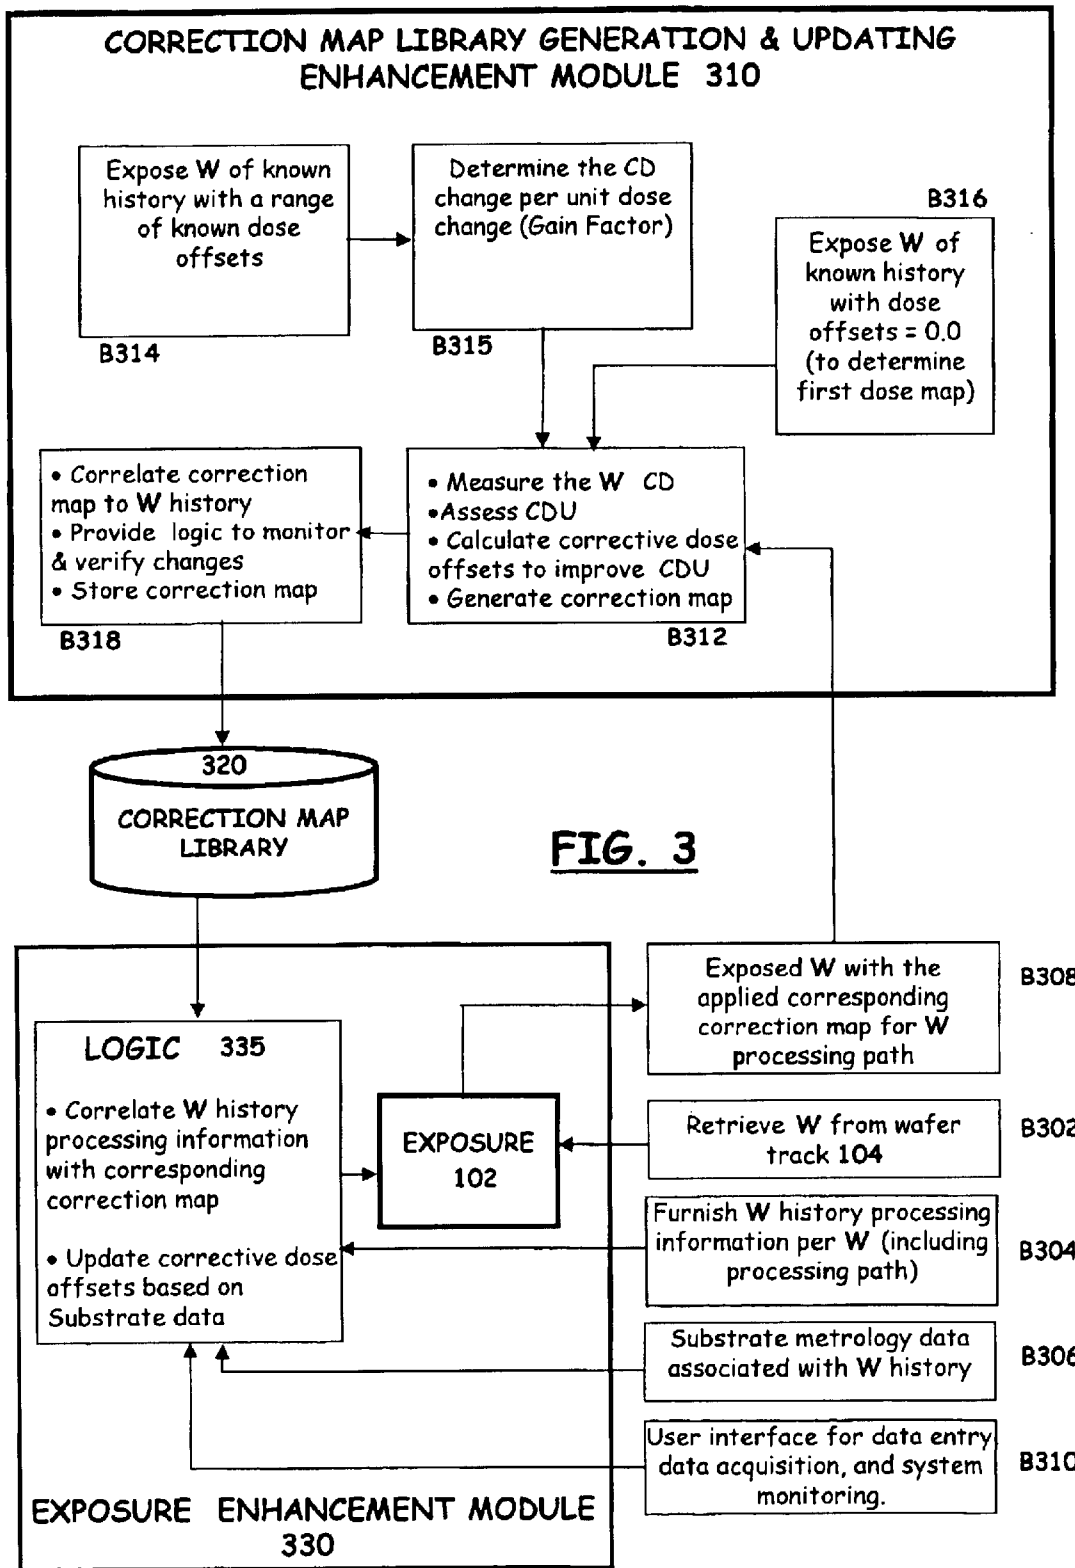 CORRECTION MAP LIBRARY GENERATION & UPDATING
ENHANCEMENT MODULE 310
Expose W of known
history with a range
of known dose
offsets
B314
Determine the CD
change per unit dose
change (Gain Factor)
B315
B316
Expose W of
known history
with dose
offsets = 0.0
(to determine
first dose map)
• Correlate correction
map to W history
• Provide logic to monitor
& verify changes
• Store correction map
B318
• Measure the W CD
•Assess CDU
• Calculate corrective dose
offsets to improve CDU
• Generate correction map
B312
320
CORRECTION MAP
LIBRARY
FIG. 3
LOGIC 335
• Correlate W history
processing information
with corresponding
correction map
• Update corrective dose
offsets based on
Substrate data
EXPOSURE
102
Exposed W with the
applied corresponding
correction map for W
processing path
B308
Retrieve W from wafer
track 104
B302
Furnish W history processing
information per W (including
processing path)
B304
Substrate metrology data
associated with W history
B306
User interface for data entry
data acquisition, and system
monitoring.
B310
EXPOSURE ENHANCEMENT MODULE
330